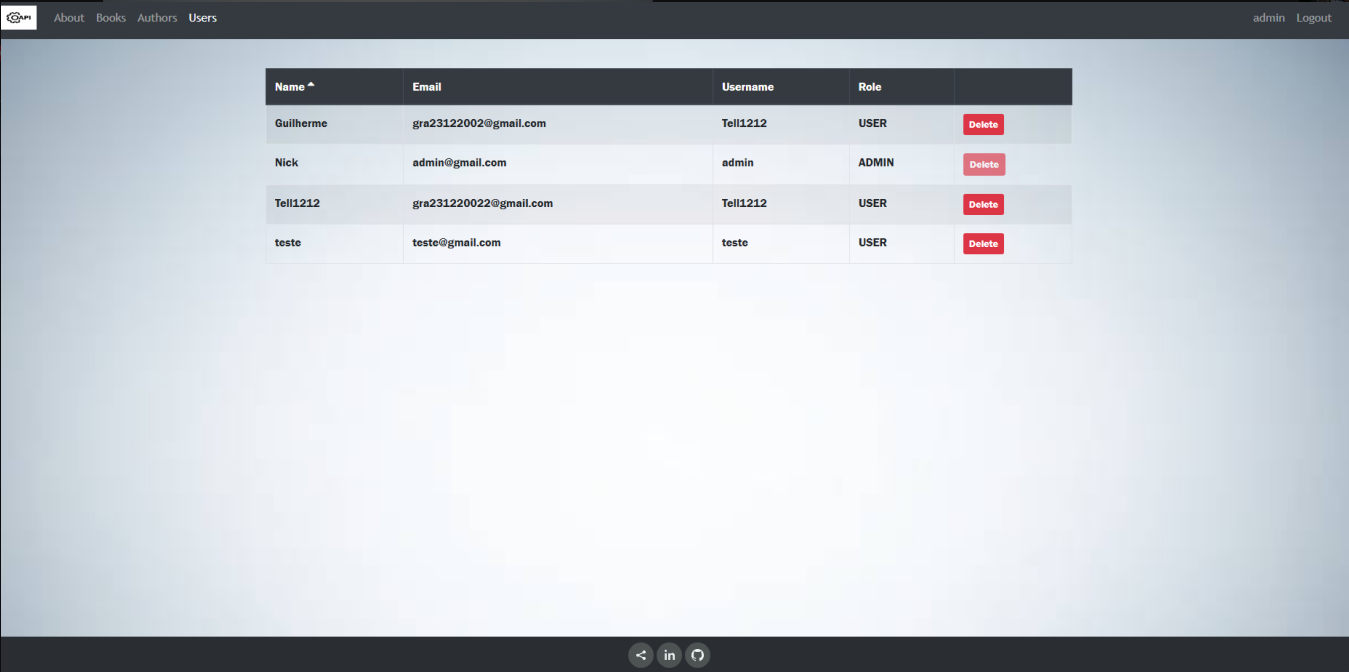 API About Books Authors Users admin Logout
Name Email Username Role
Guilherme gra23122002@gmail.com Tell1212 USER Delete
Nick admin@gmail.com admin ADMIN Delete
Tell1212 gra231220022@gmail.com Tell1212 USER Delete
teste teste@gmail.com teste USER Delete
in